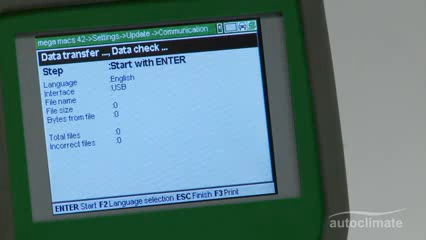 mega macs 42->Settings->Update ->Communication
Data transfer ..., Data check ...
Step :Start with ENTER
Language :English
Interface :USB
File name :
File size :0
Bytes from file :0
Total files :0
Incorrect files :0
ENTER Start F2 Language selection ESC Finish F3 Print
autoclimate